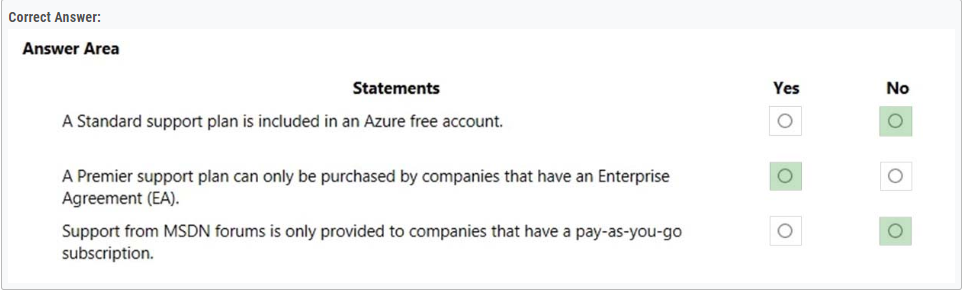 Correct Answer:
Answer Area
Statements Yes No
A Standard support plan is included in an Azure free account.
A Premier support plan can only be purchased by companies that have an Enterprise
Agreement (EA).
Support from MSDN forums is only provided to companies that have a pay-as-you-go
subscription.